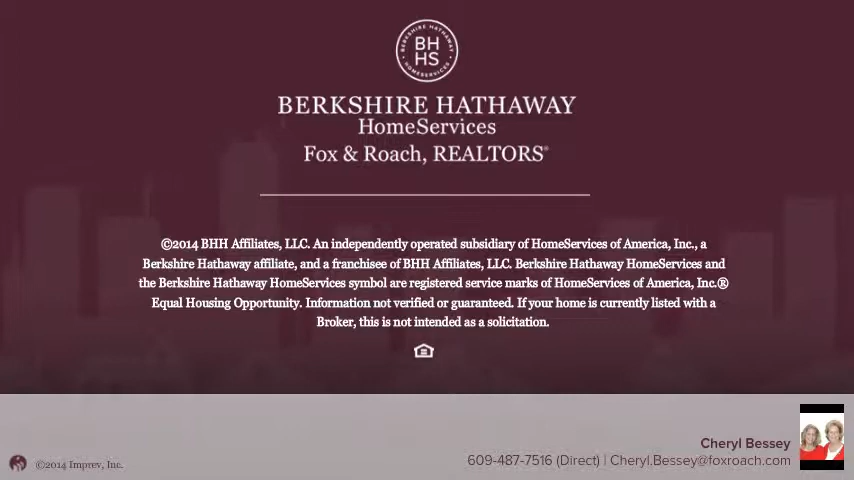 BERKSHIRE HATHAWAY
HOMESERVICES
BH
HS
BERKSHIRE HATHAWAY
HomeServices
Fox & Roach, REALTORS®
©2014 BHH Affiliates, LLC. An independently operated subsidiary of HomeServices of America, Inc., a
Berkshire Hathaway affiliate, and a franchisee of BHH Affiliates, LLC. Berkshire Hathaway HomeServices and
the Berkshire Hathaway HomeServices symbol are registered service marks of HomeServices of America, Inc.®
Equal Housing Opportunity. Information not verified or guaranteed. If your home is currently listed with a
Broker, this is not intended as a solicitation.
Cheryl Bessey
609-487-7516 (Direct) | Cheryl.Bessey@foxroach.com
©2014 Imprev, Inc.